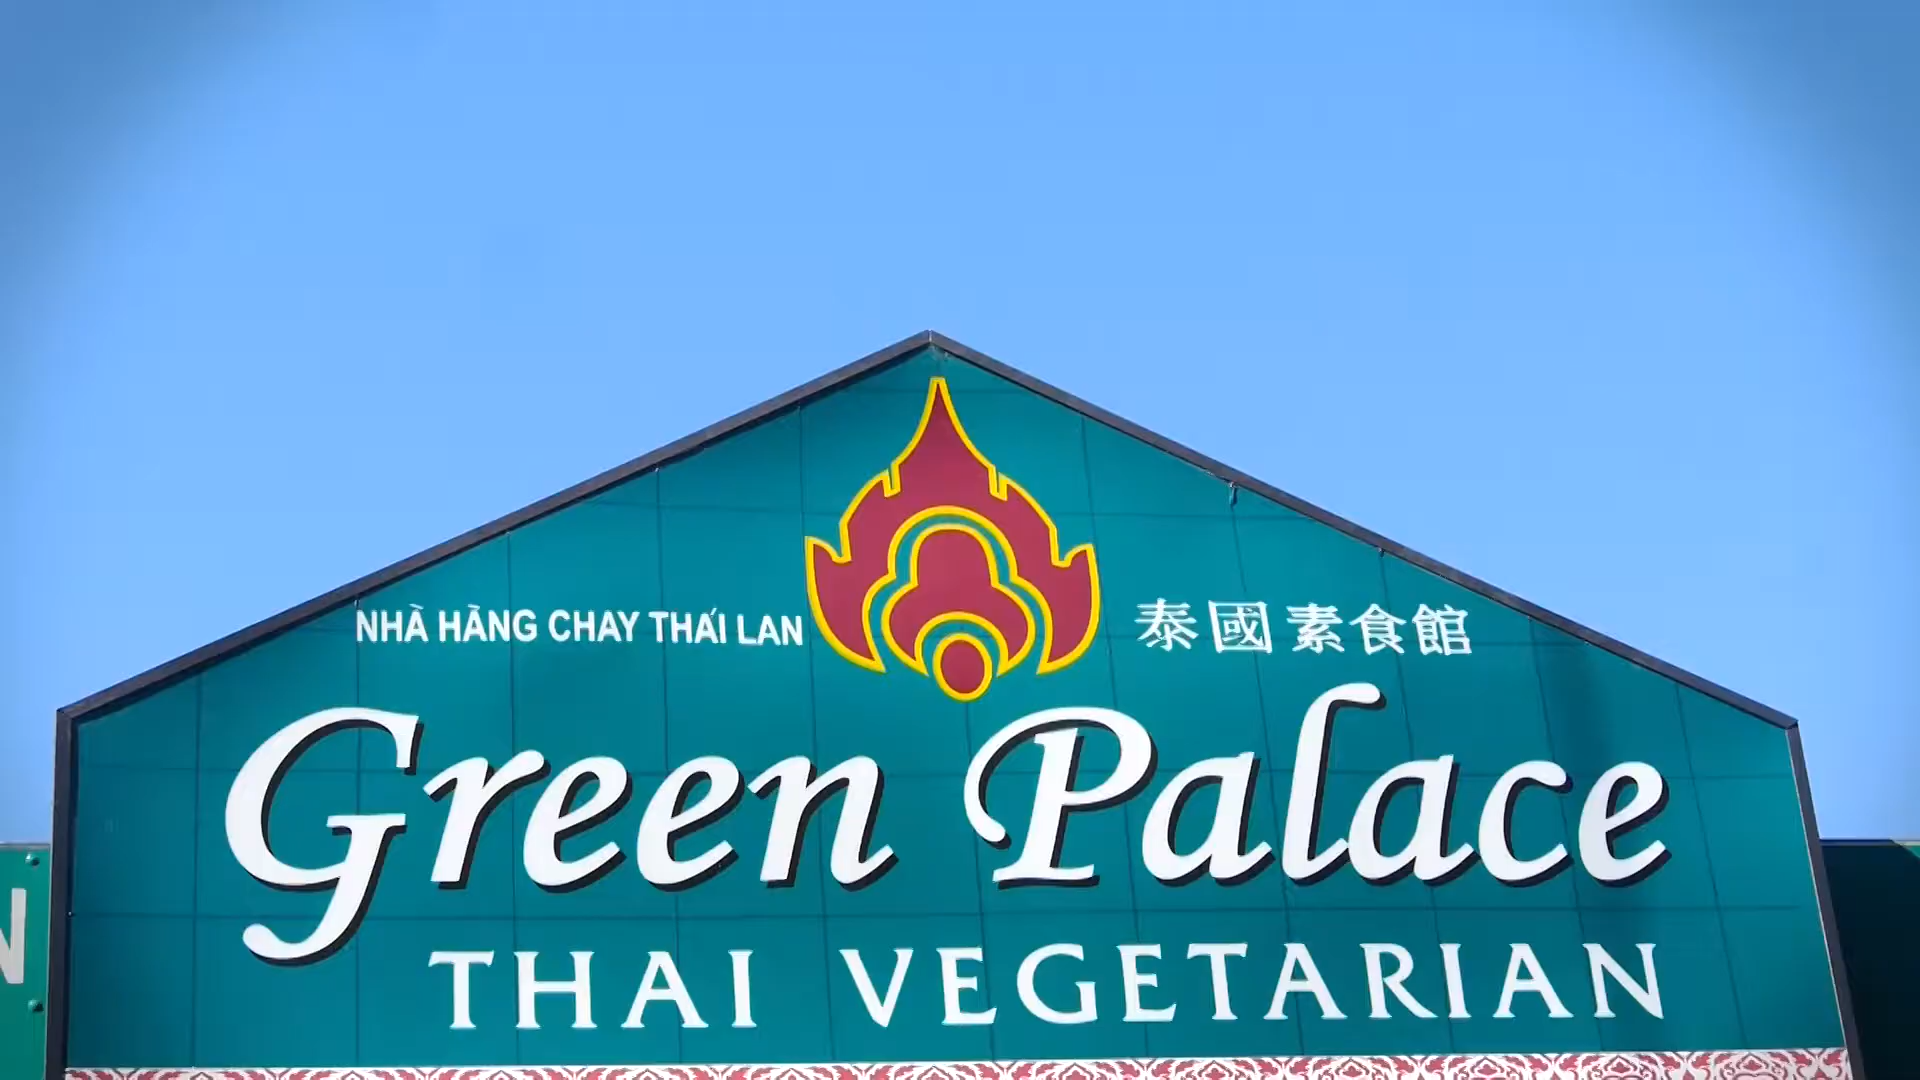 NHÀ HÀNG CHAY THÁI LAN
泰國素食館
Green Palace
THAI VEGETARIAN
N